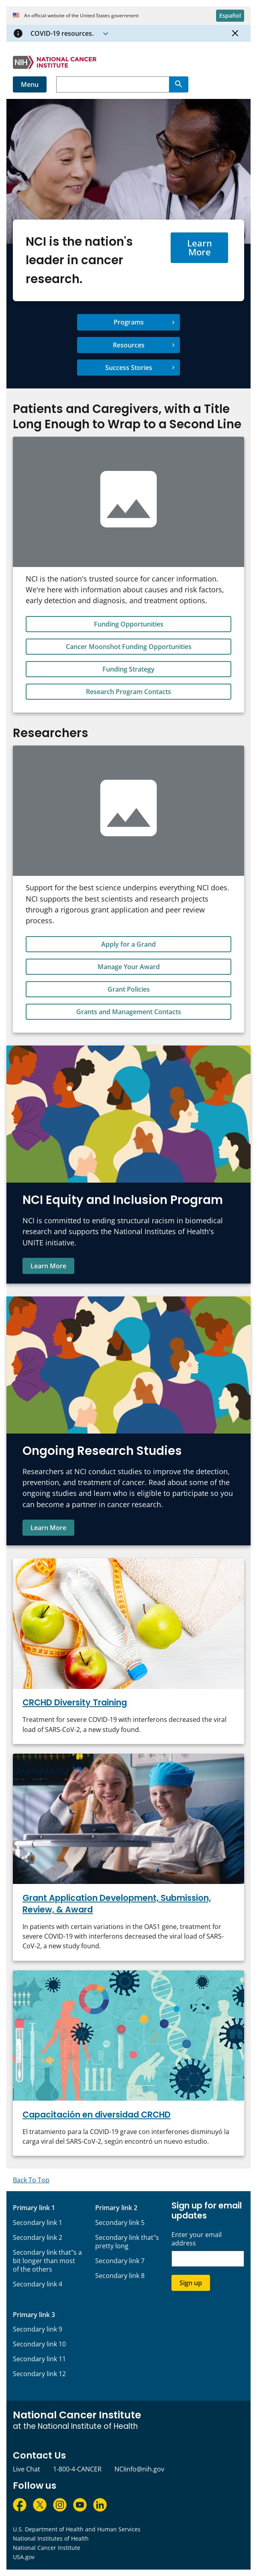 An official website of the United States government
Español
COVID-19 resources.
NIH NATIONAL CANCER
INSTITUTE
Menu
NCI is the nation's
leader in cancer
research.
Learn
More
Programs
Resources
Success Stories
Patients and Caregivers, with a Title
Long Enough to Wrap to a Second Line
NCI is the nation's trusted source for cancer information.
We're here with information about causes and risk factors,
early detection and diagnosis, and treatment options.
Funding Opportunities
Cancer Moonshot Funding Opportunities
Funding Strategy
Research Program Contacts
Researchers
Support for the best science underpins everything NCI does.
NCI supports the best scientists and research projects
through a rigorous grant application and peer review
process.
Apply for a Grand
Manage Your Award
Grant Policies
Grants and Management Contacts
NCI Equity and Inclusion Program
NCI is committed to ending structural racism in biomedical
research and supports the National Institutes of Health's
UNITE initiative.
Learn More
Ongoing Research Studies
Researchers at NCI conduct studies to improve the detection,
prevention, and treatment of cancer. Read about some of the
ongoing studies and learn who is eligible to participate so you
can become a partner in cancer research.
Learn More
CRCHD Diversity Training
Treatment for severe COVID-19 with interferons decreased the viral
load of SARS-CoV-2, a new study found.
Grant Application Development, Submission,
Review, & Award
In patients with certain variations in the OAS1 gene, treatment for
severe COVID-19 with interferons decreased the viral load of SARS-
CoV-2, a new study found.
Capacitación en diversidad CRCHD
El tratamiento para la COVID-19 grave con interferones disminuyó la
carga viral del SARS-CoV-2, según encontró un nuevo estudio.
Back To Top
Primary link 1
Secondary link 1
Secondary link 2
Secondary link that"s a
bit longer than most
of the others
Secondary link 4
Primary link 2
Secondary link 5
Secondary link that"s
pretty long
Secondary link 7
Secondary link 8
Sign up for email
updates
Enter your email
address
Sign up
Primary link 3
Secondary link 9
Secondary link 10
Secondary link 11
Secondary link 12
National Cancer Institute
at the National Institute of Health
Contact Us
Live Chat 1-800-4-CANCER NCIinfo@nih.gov
Follow us
U.S. Department of Health and Human Services
National Institutes of Health
National Cancer Institute
USA.gov